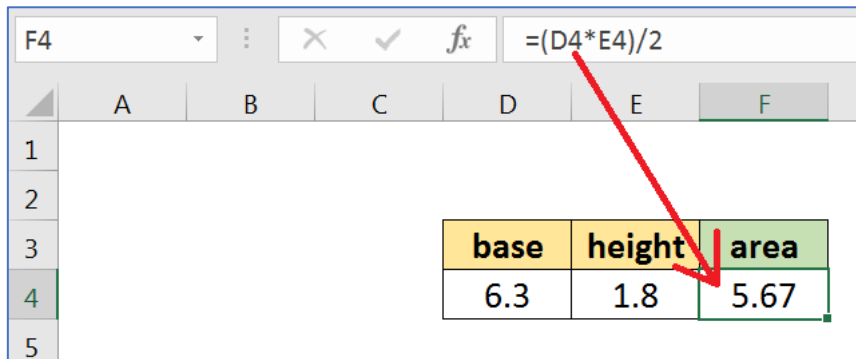 F4 fx =(D4*E4)/2
A B C D E F
1
2
3 base height area
4 6.3 1.8 5.67
5